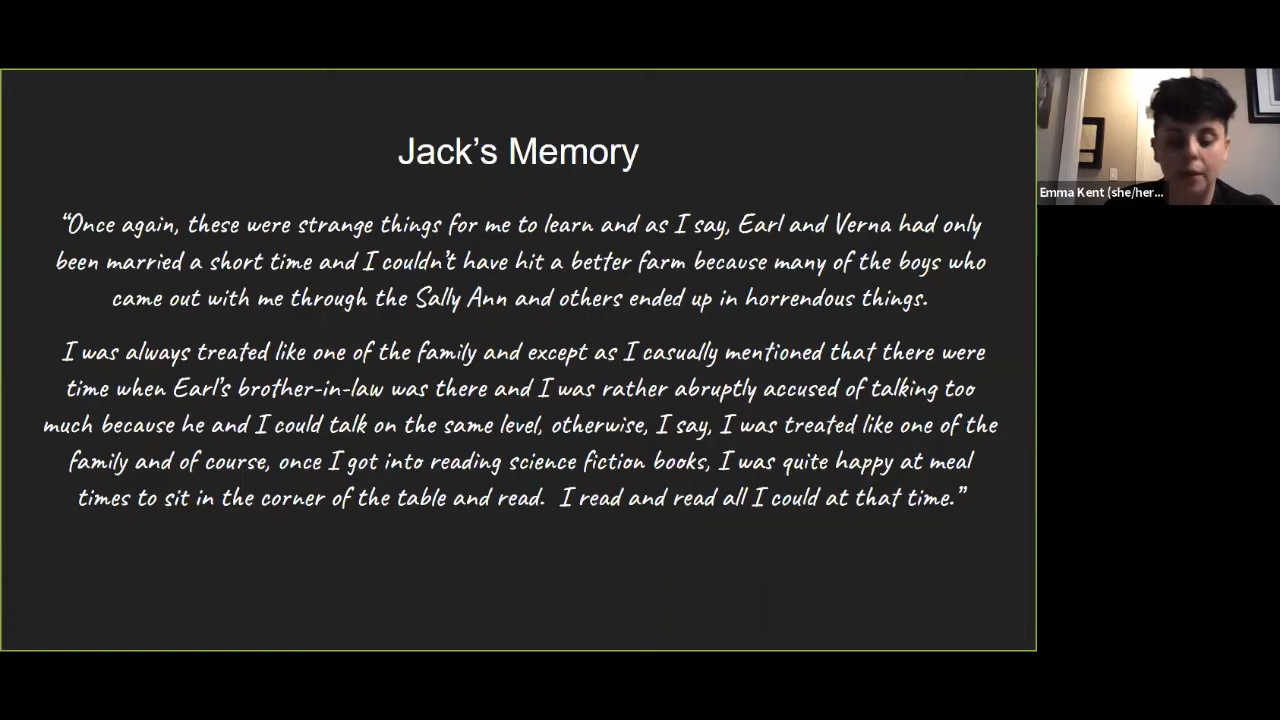 Jack's Memory
“Once again, these were strange things for me to learn and as I say, Earl and Verna had only
been married a short time and I couldn't have hit a better farm because many of the boys who
came out with me through the Sally Ann and others ended up in horrendous things.
I was always treated like one of the family and except as I casually mentioned that there were
time when Earl's brother-in-law was there and I was rather abruptly accused of talking too
much because he and I could talk on the same level, otherwise, I say, I was treated like one of the
family and of course, once I got into reading science fiction books, I was quite happy at meal
times to sit in the corner of the table and read.  I read and read all I could at that time.”
Emma Kent (she/her...